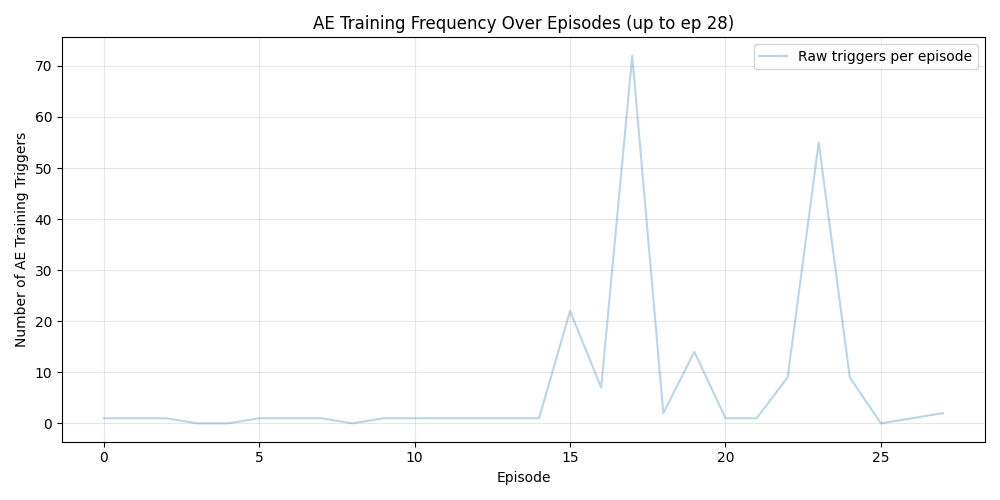 AE Training Frequency Over Episodes (up to ep 28)
Raw triggers per episode
Number of AE Training Triggers
70
60
50
40
30
20
10
0
0 5 10 15 20 25
Episode